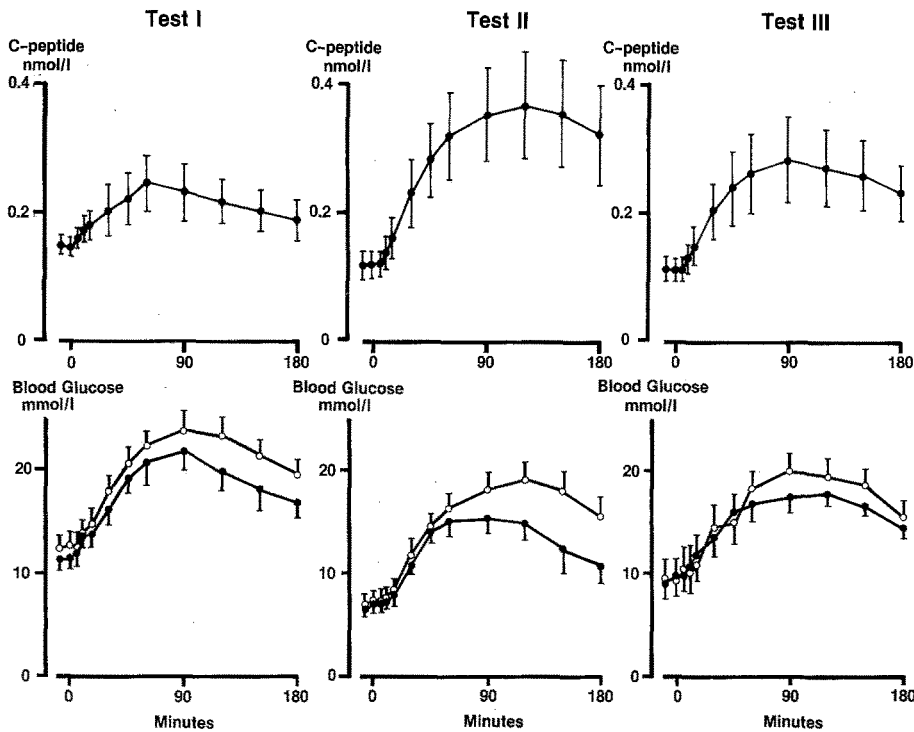 Test I
Test II
Test III
C-peptide
nmol/l
0.4
0.2
0
0
90
180
C-peptide
nmol/l
0.4
0.2
0
0
90
180
C-peptide
nmol/l
0.4
0.2
0
0
90
180
Blood Glucose
mmol/l
20
10
0
0
90
180
Minutes
Blood Glucose
mmol/l
20
10
0
0
90
180
Minutes
Blood Glucose
mmol/l
20
10
0
0
90
180
Minutes